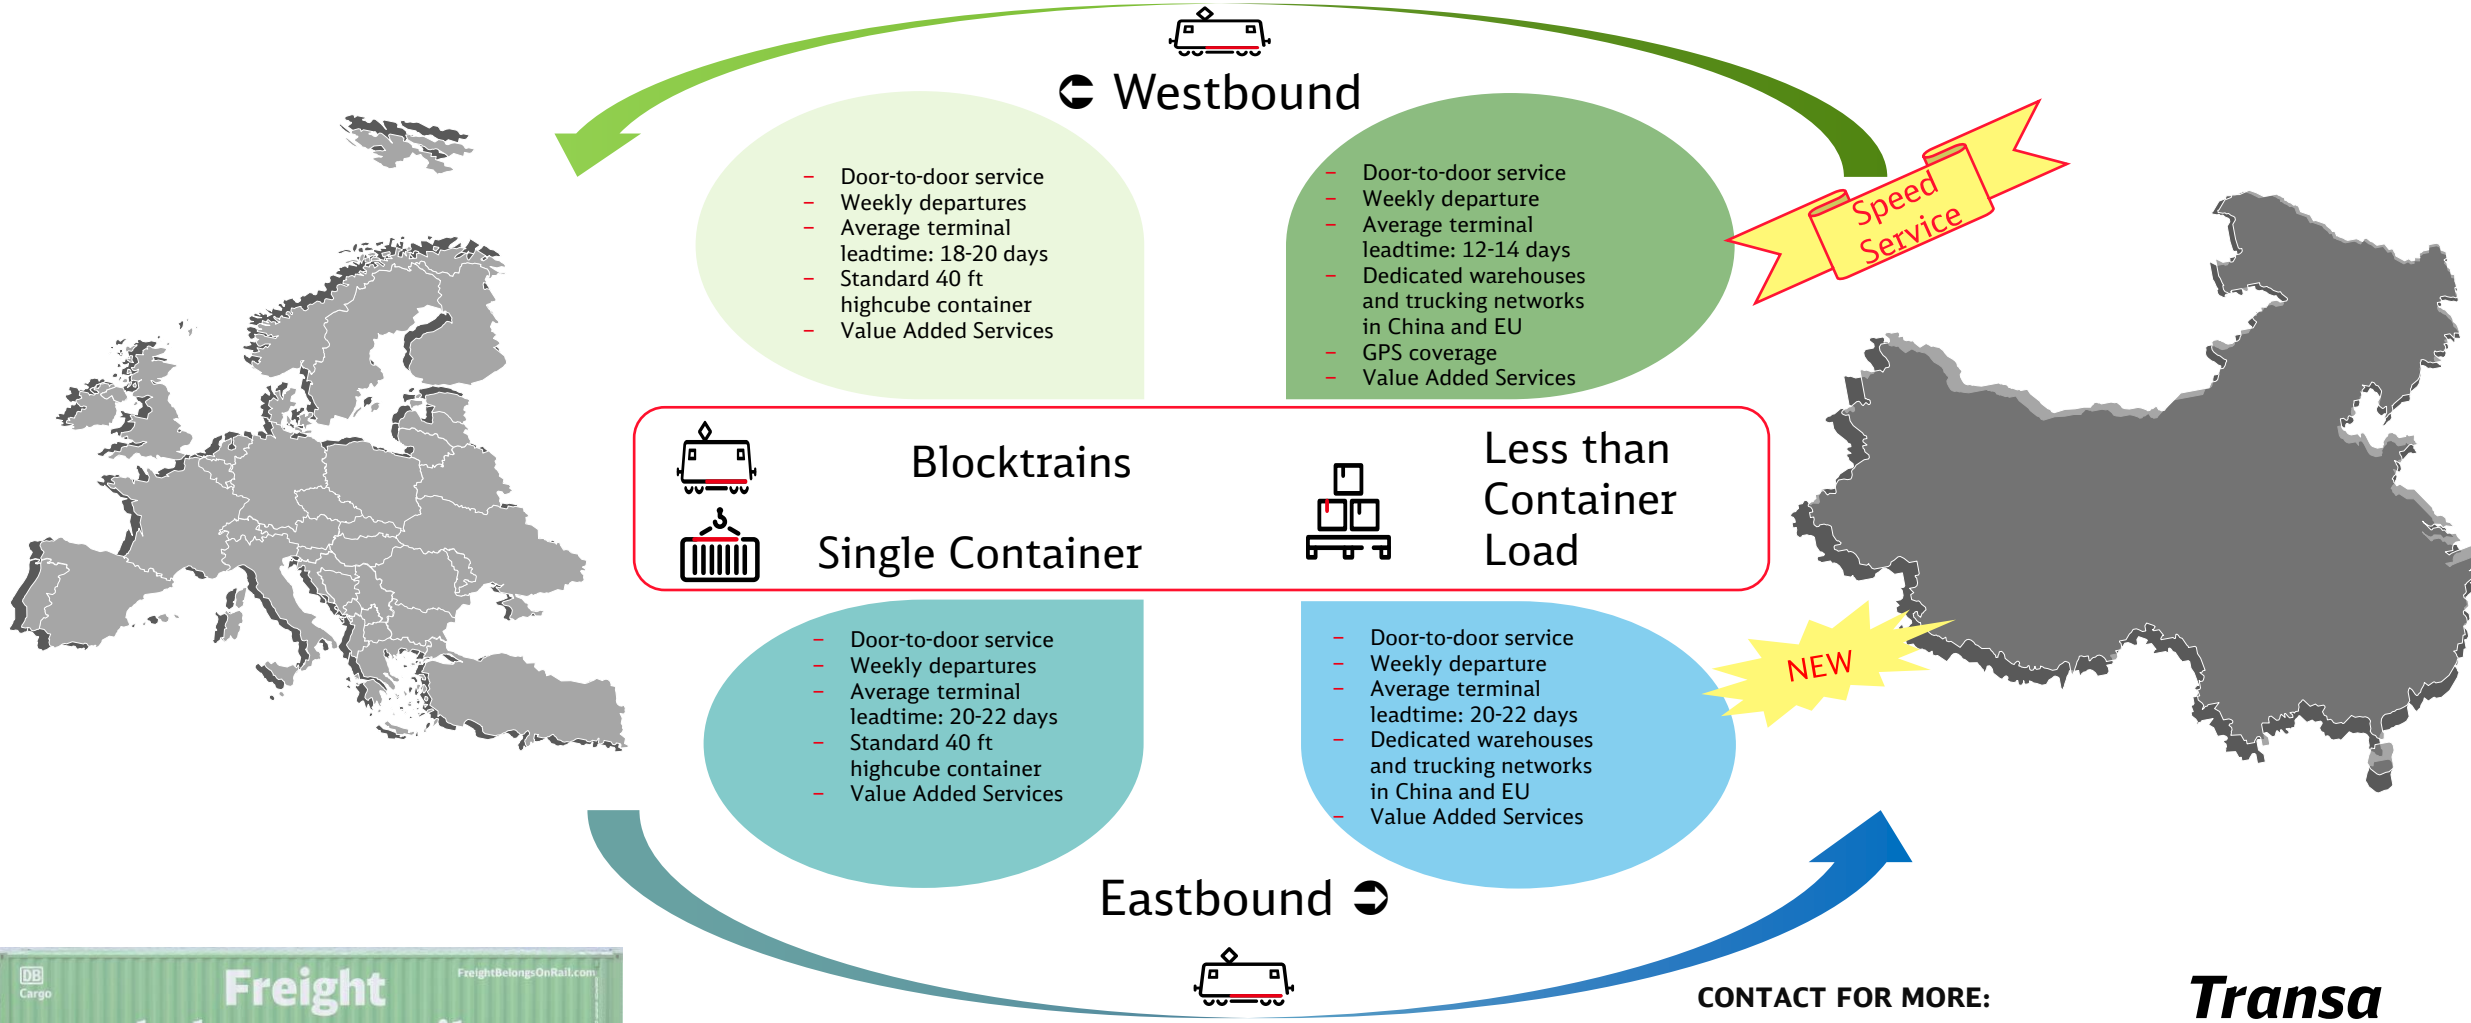 Westbound
– Door-to-door service
– Weekly departures
– Average terminal
leadtime: 18-20 days
– Standard 40 ft
highcube container
– Value Added Services
– Door-to-door service
– Weekly departure
– Average terminal
leadtime: 12-14 days
– Dedicated warehouses
and trucking networks
in China and EU
– GPS coverage
– Value Added Services
Speed
Service
Blocktrains
Single Container
Less than
Container
Load
– Door-to-door service
– Weekly departures
– Average terminal
leadtime: 20-22 days
– Standard 40 ft
highcube container
– Value Added Services
– Door-to-door service
– Weekly departure
– Average terminal
leadtime: 20-22 days
– Dedicated warehouses
and trucking networks
in China and EU
– Value Added Services
NEW
Eastbound
DB
Cargo
Freight
FreightBelongsOnRail.com
CONTACT FOR MORE:
Transa